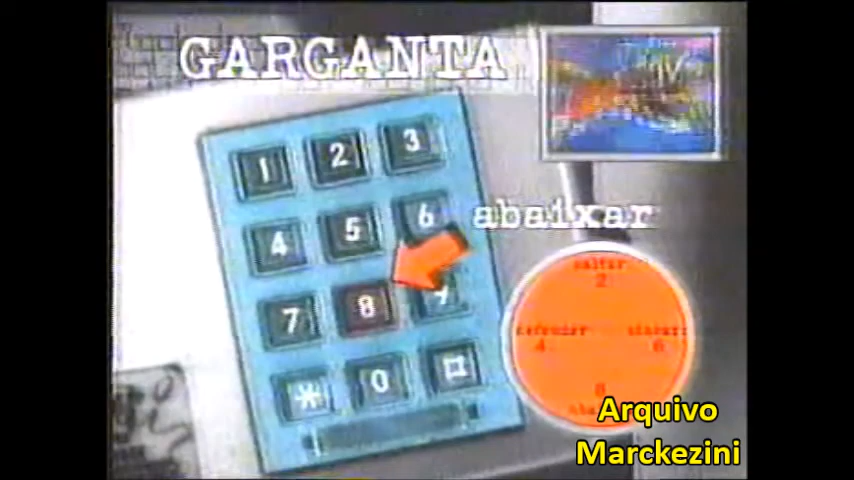 GARGANTA
1 2 3
abaixar
4 5 6
saltar
2
7 8 9
defender atacar
4 6
* 0 □
8
Arquivo
Marckezini